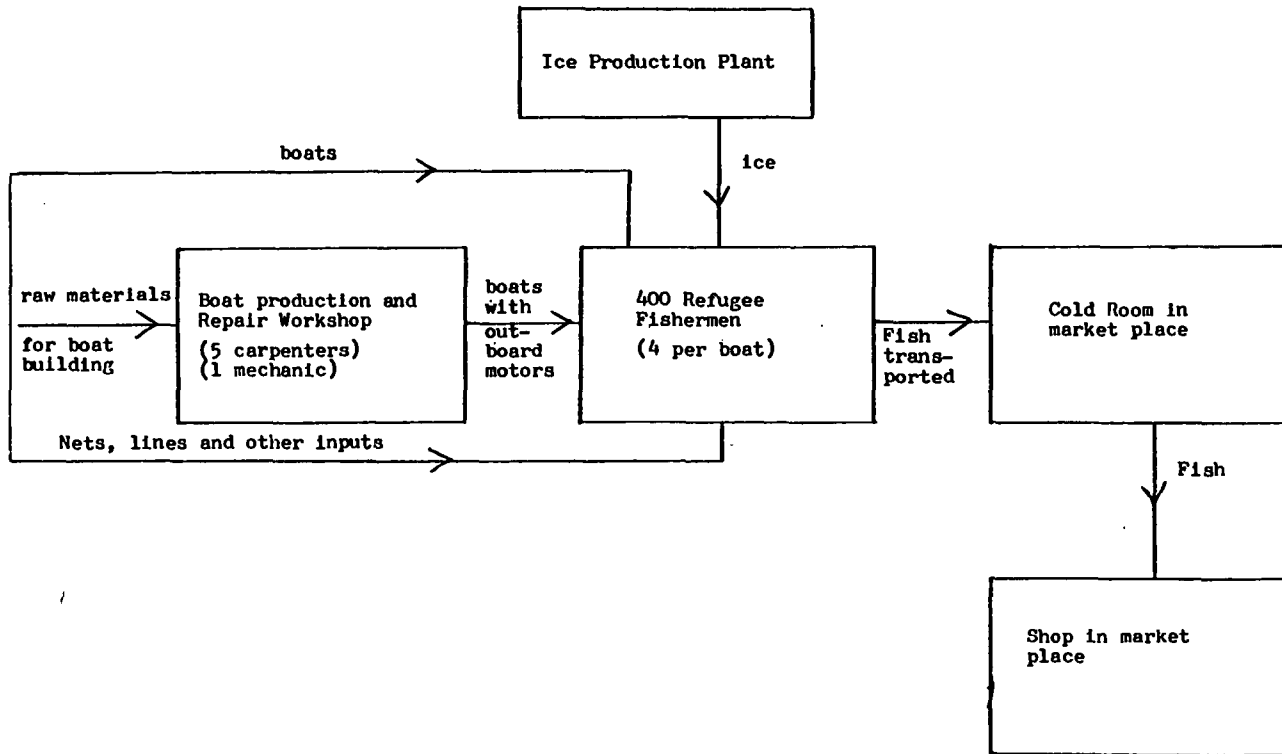 Ice Production Plant
boats
ice
raw materials
for boat
building
Boat production and
Repair Workshop
(5 carpenters)
(1 mechanic)
boats
with
out-
board
motors
400 Refugee
Fishermen
(4 per boat)
Fish
trans-
ported
Cold Room in
market place
Nets, lines and other inputs
Fish
Shop in market
place